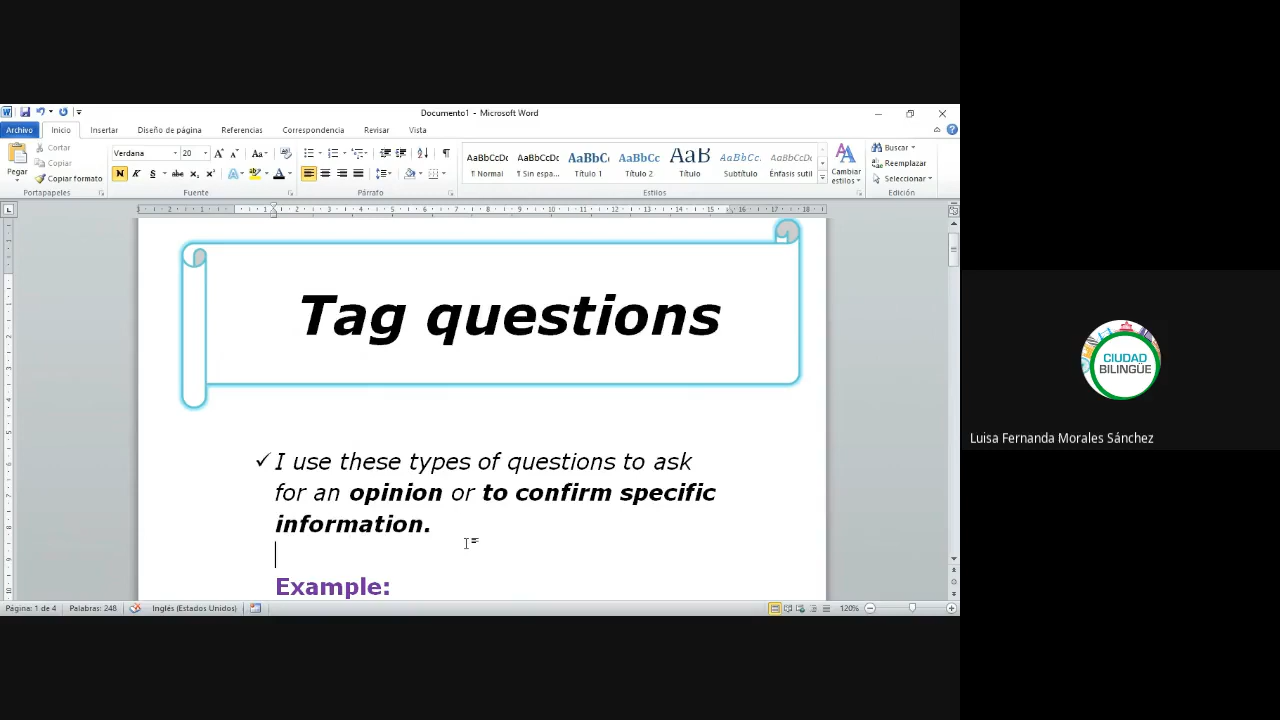 Documento1 - Microsoft Word
Archivo Inicio Insertar Diseño de página Referencias Correspondencia Revisar Vista
Pegar
Cortar
Copiar
Copiar formato
Portapapeles
Verdana 20
Fuente
Párrafo
AaBbCcDc AaBbCcDc AaBbC AaBbCc AaB AaBbCc. AaBbCcDc
¶ Normal ¶ Sin espa... Título 1 Título 2 Título Subtítulo Énfasis sutil
Estilos
Cambiar estilos
Buscar
Reemplazar
Seleccionar
Edición
Tag questions
✓ I use these types of questions to ask
for an opinion or to confirm specific
information.
Example:
Página: 1 de 4 Palabras: 248 Inglés (Estados Unidos) 120%
CIUDAD
BILINGÜE
Luisa Fernanda Morales Sánchez